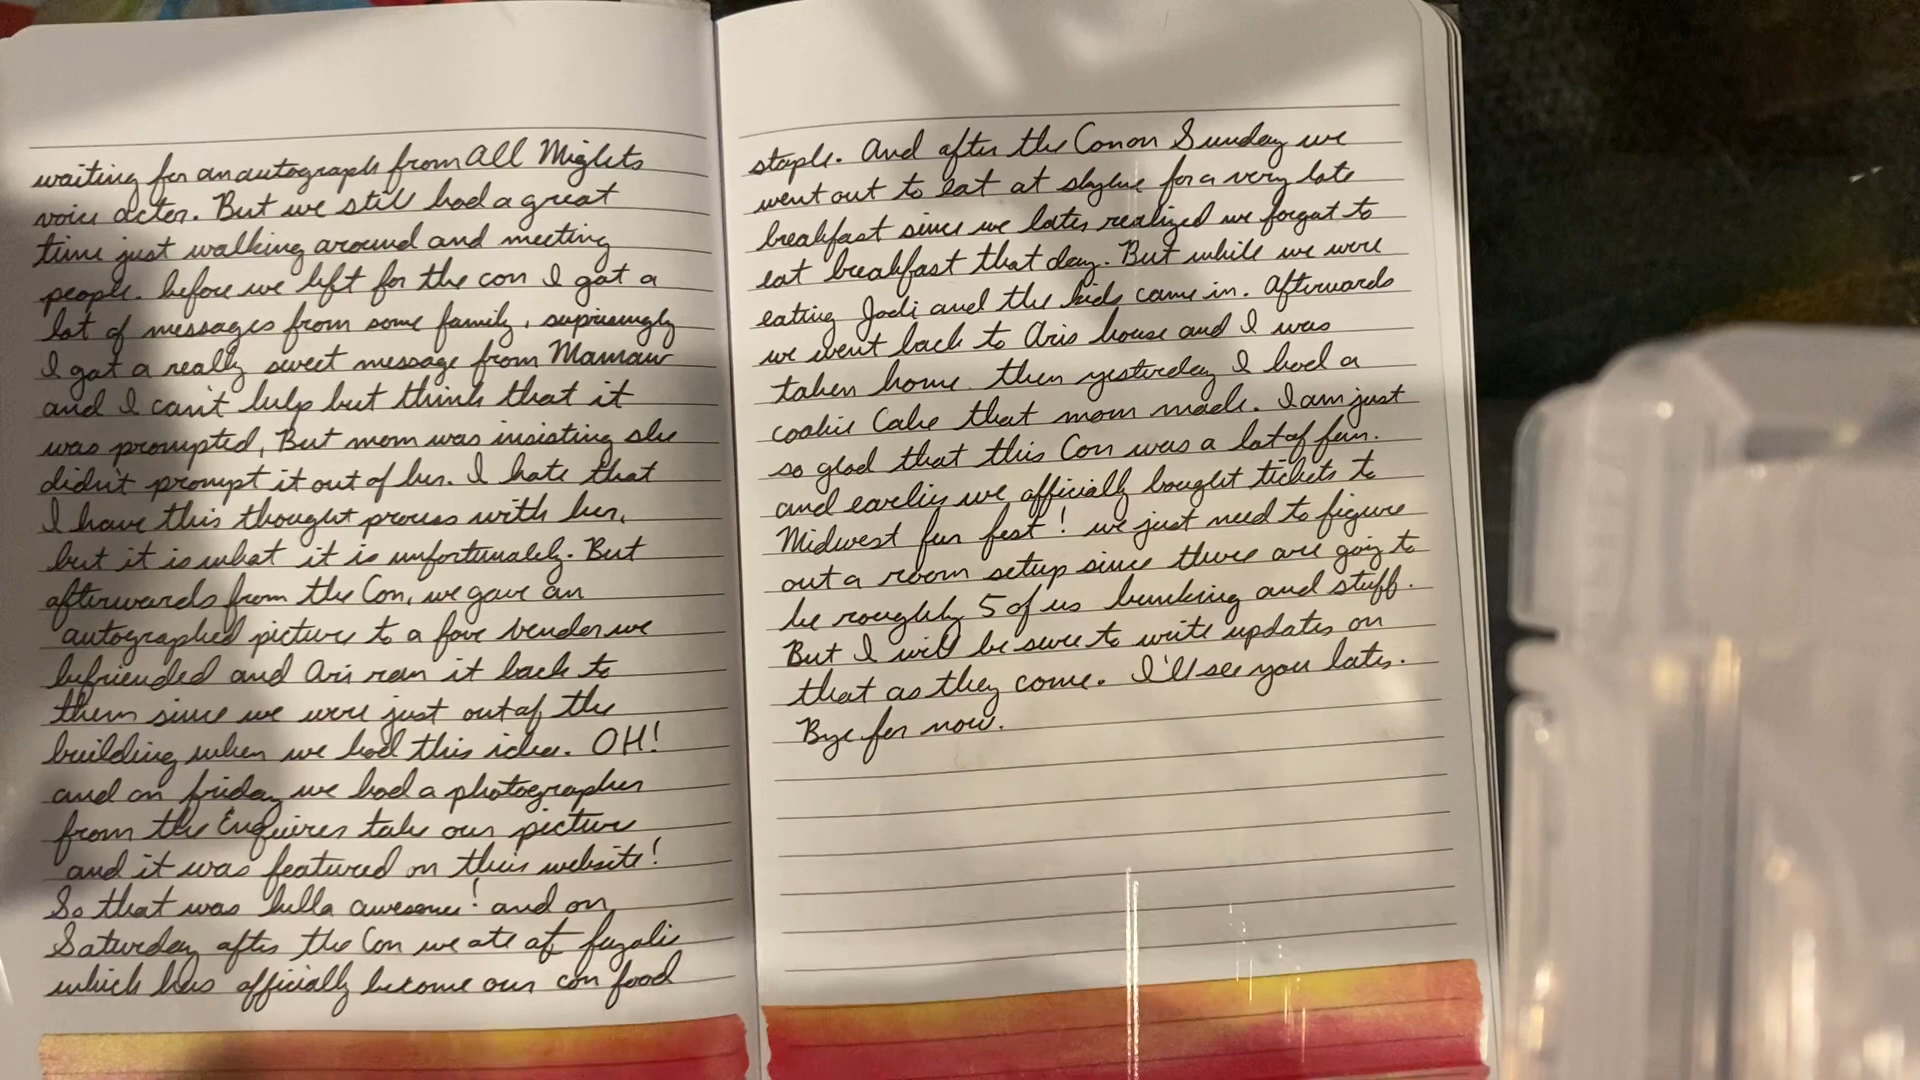 waiting for an autograph from All Mights
voice actor. But we still had a great
time just walking around and meeting
people. before we left for the con I got a
lot of messages from some family, suprisingly
I got a really sweet message from Mamaw
and I can't help but think that it
was prompted, But mom was insisting she
didn't prompt it out of her. I hate that
I have this thought process with her,
but it is what it is unfortunately. But
afterwards from the Con, we gave an
autographed picture to a fave vender we
befriended and Aris ran it back to
them since we were just out of the
building when we had this idea. OH!
and on friday we had a photographer
from the Enquirer take our picture
and it was featured on their website!
So that was hella awesome! and on
Saturday after the Con we ate at fazolis
which has officially become our con food
staple. And after the Con on Sunday we
went out to eat at skyline for a very late
breakfast since we later realized we forgot to
eat breakfast that day. But while we were
eating Jodi and the kids came in. Afterwards
we went back to Aris house and I was
taken home. then yesterday I had a
cookie Cake that mom made. I am just
so glad that this Con was a lot of fun.
and earlier we officially bought tickets to
Midwest fur fest! we just need to figure
out a room setup since there are going to
be roughly 5 of us bunking and stuff.
But I will be sure to write updates on
that as they come. I'll see you later.
Bye for now.